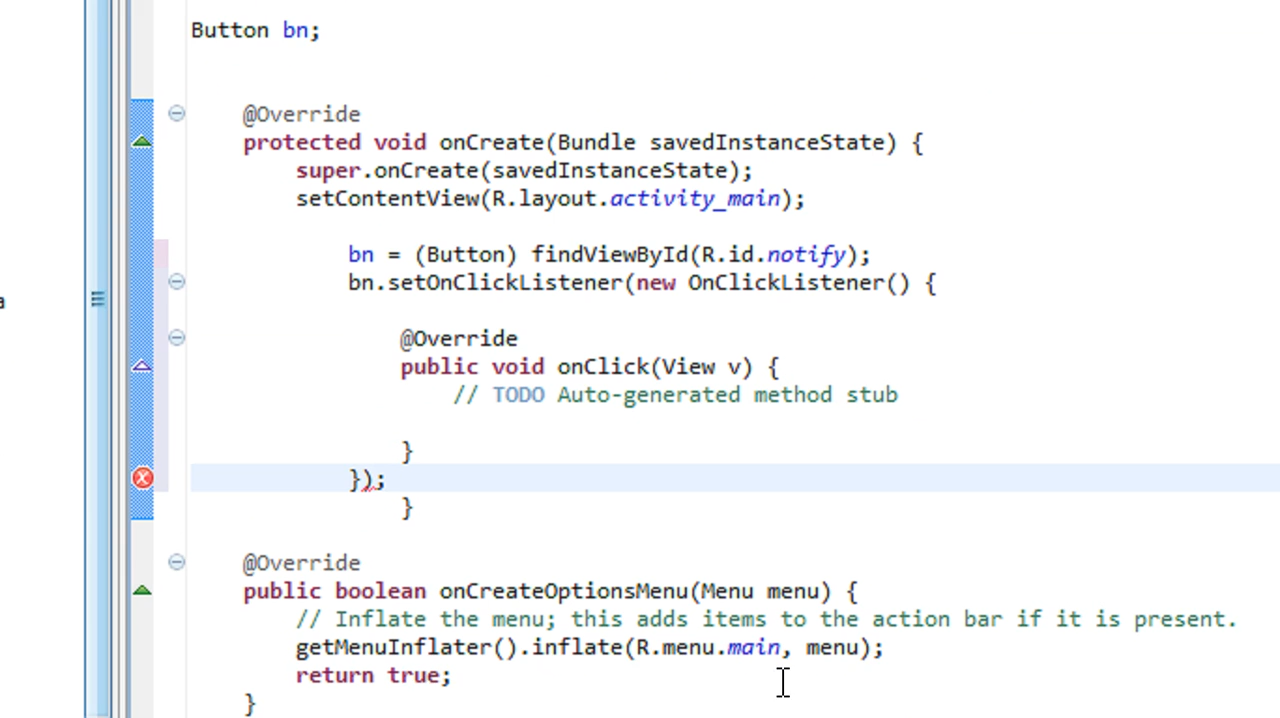 Button bn;
@Override
protected void onCreate(Bundle savedInstanceState) {
super.onCreate(savedInstanceState);
setContentView(R.layout.activity_main);
bn = (Button) findViewById(R.id.notify);
bn.setOnClickListener(new OnClickListener() {
@Override
public void onClick(View v) {
// TODO Auto-generated method stub
}
});
}
@Override
public boolean onCreateOptionsMenu(Menu menu) {
// Inflate the menu; this adds items to the action bar if it is present.
getMenuInflater().inflate(R.menu.main, menu);
return true;
}